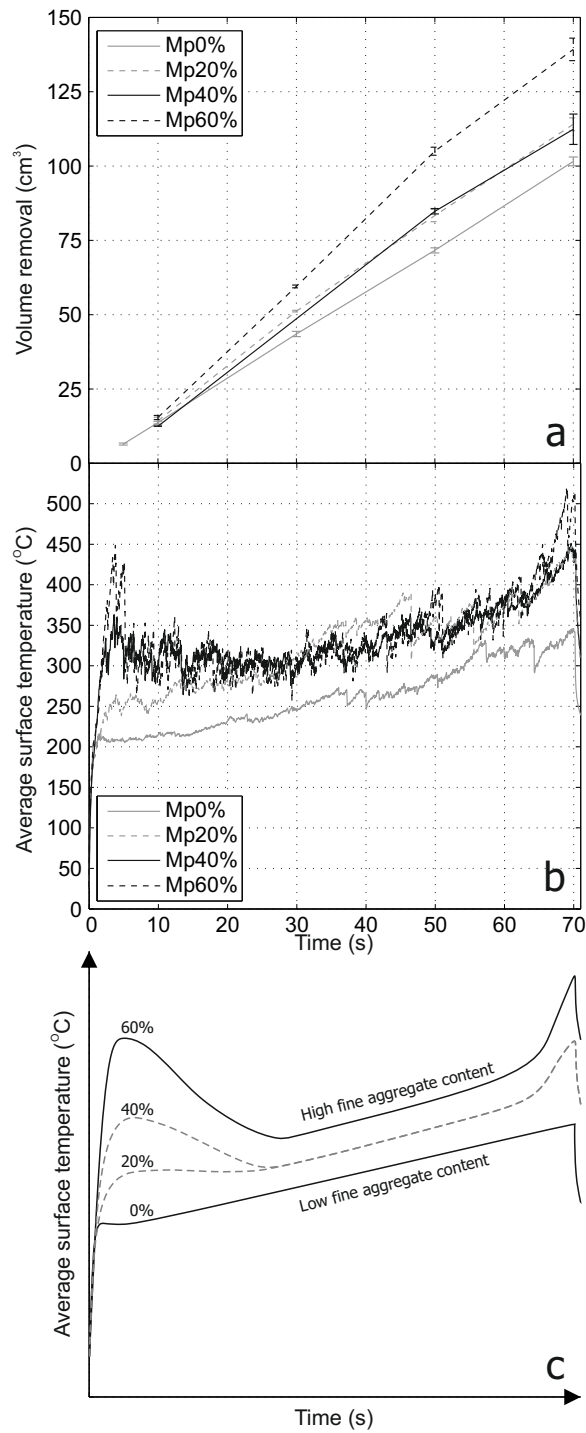 150
125
100
75
50
25
0
Volume removal (cm³)
Mp0%
Mp20%
Mp40%
Mp60%
a
500
450
400
350
300
250
200
150
100
50
0
Average surface temperature (°C)
Mp0%
Mp20%
Mp40%
Mp60%
b
0 10 20 30 40 50 60 70
Time (s)
Average surface temperature (°C)
60%
40%
20%
0%
High fine aggregate content
Low fine aggregate content
c
Time (s)